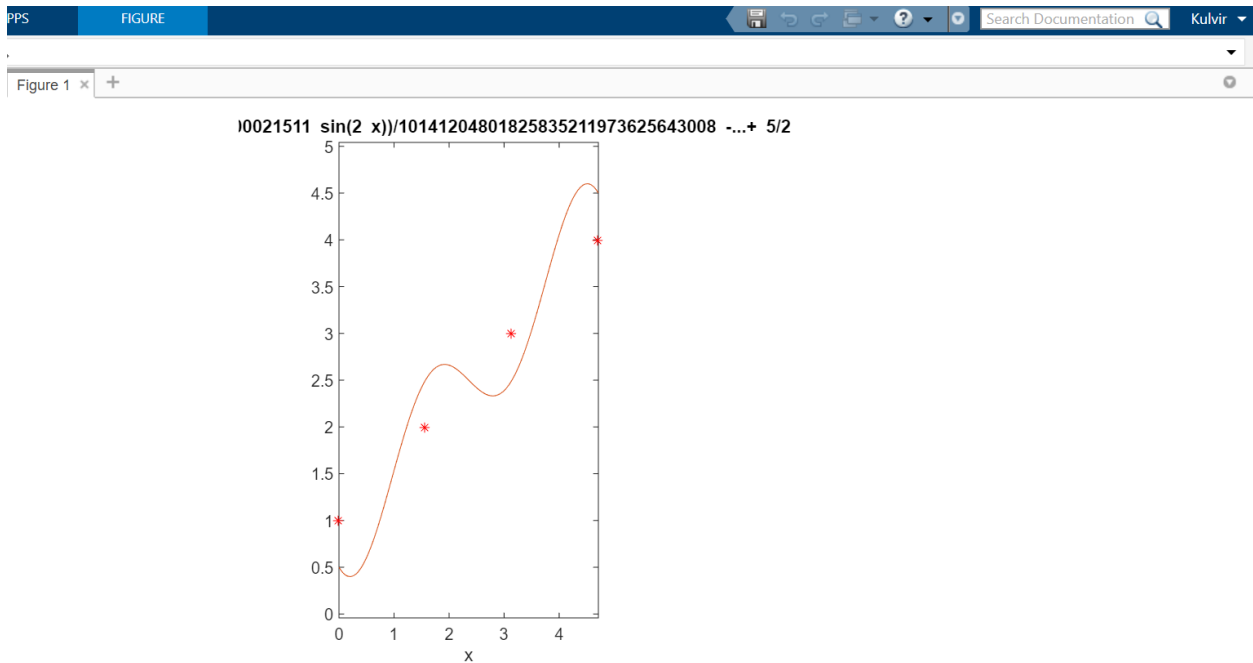 PPS FIGURE Search Documentation Kulvir
Figure 1
00021511 sin(2 x))/10141204801825835211973625643008 -...+ 5/2
5
4.5
4
3.5
3
2.5
2
1.5
1
0.5
0
0 1 2 3 4
x